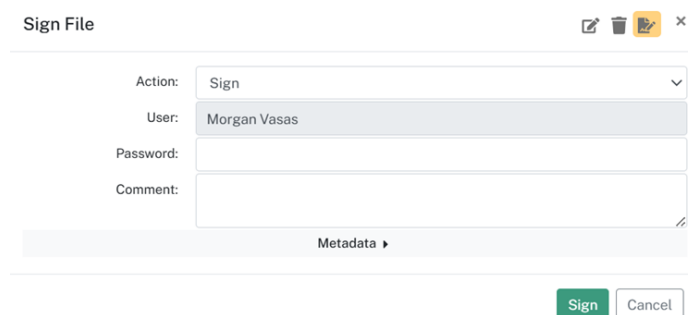 Sign File
Action: Sign
User: Morgan Vasas
Password:
Comment:
Metadata
Sign Cancel